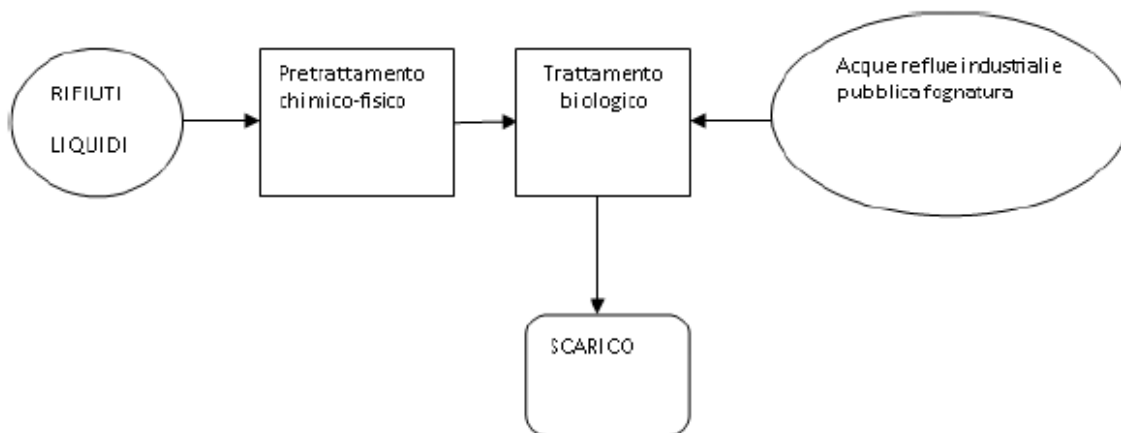 RIFIUTI
LIQUIDI
Pretrattamento
chimico-fisico
Trattamento
biologico
Acque reflue industriali e
pubblica fognatura
SCARICO